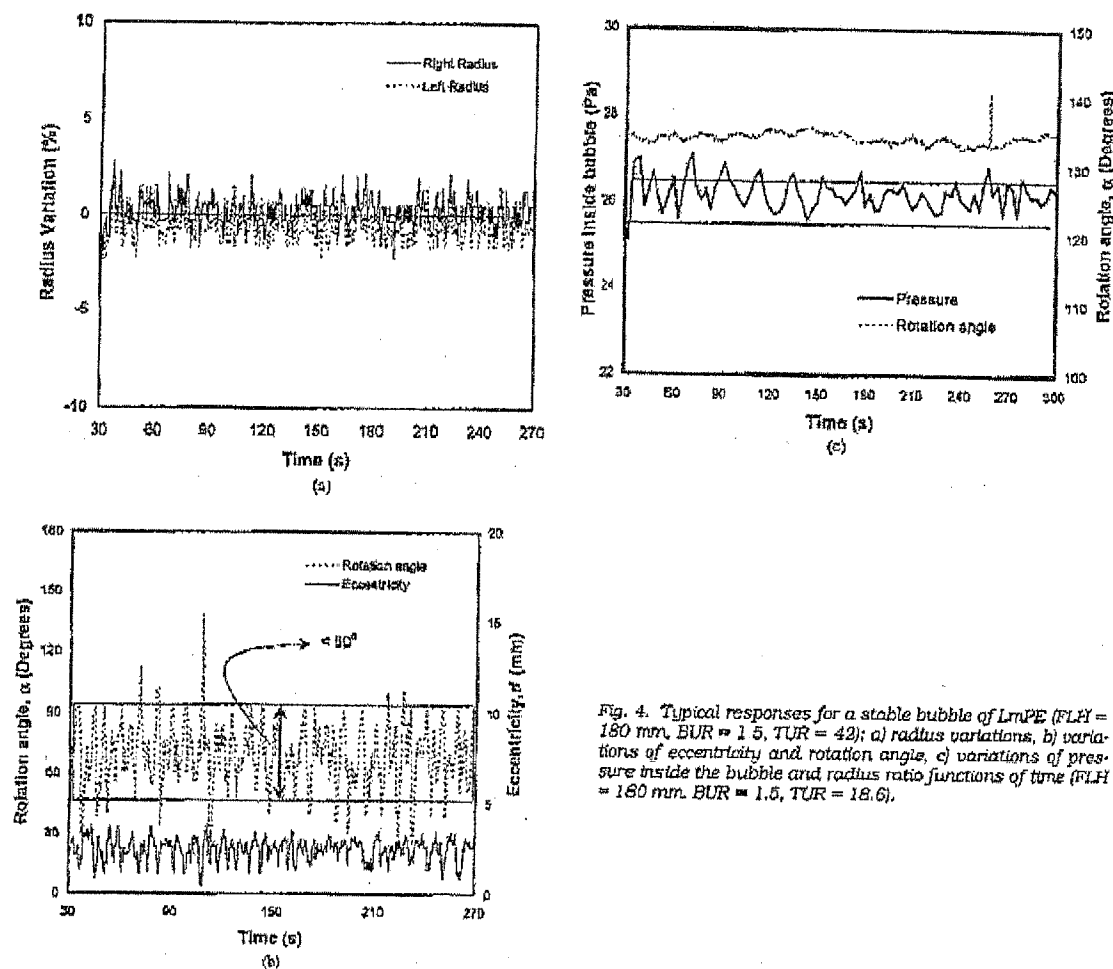 10
5
0
-5
-10
Radius Variation (%)
Right Radius
Left Radius
30 60 90 120 150 180 210 240 270
Time (s)
(a)
30
28
26
24
22
Pressure inside bubble (Pa)
150
140
130
120
110
100
Rotation angle, α (Degrees)
Pressure
Rotation angle
30 60 90 120 150 180 210 240 270 300
Time (s)
(c)
180
150
120
90
60
30
0
Rotation angle, α (Degrees)
20
15
10
5
0
Eccentricity, d (mm)
Rotation angle
Eccentricity
30 90 150 210 270
Time (s)
(b)
Fig. 4. Typical responses for a stable bubble of LmPE (FLH =
180 mm, BUR = 1 5, TUR = 42); a) radius variations, b) varia-
tions of eccentricity and rotation angle, c) variations of pres-
sure inside the bubble and radius ratio functions of time (FLH
= 180 mm. BUR = 1.5, TUR = 18.6).